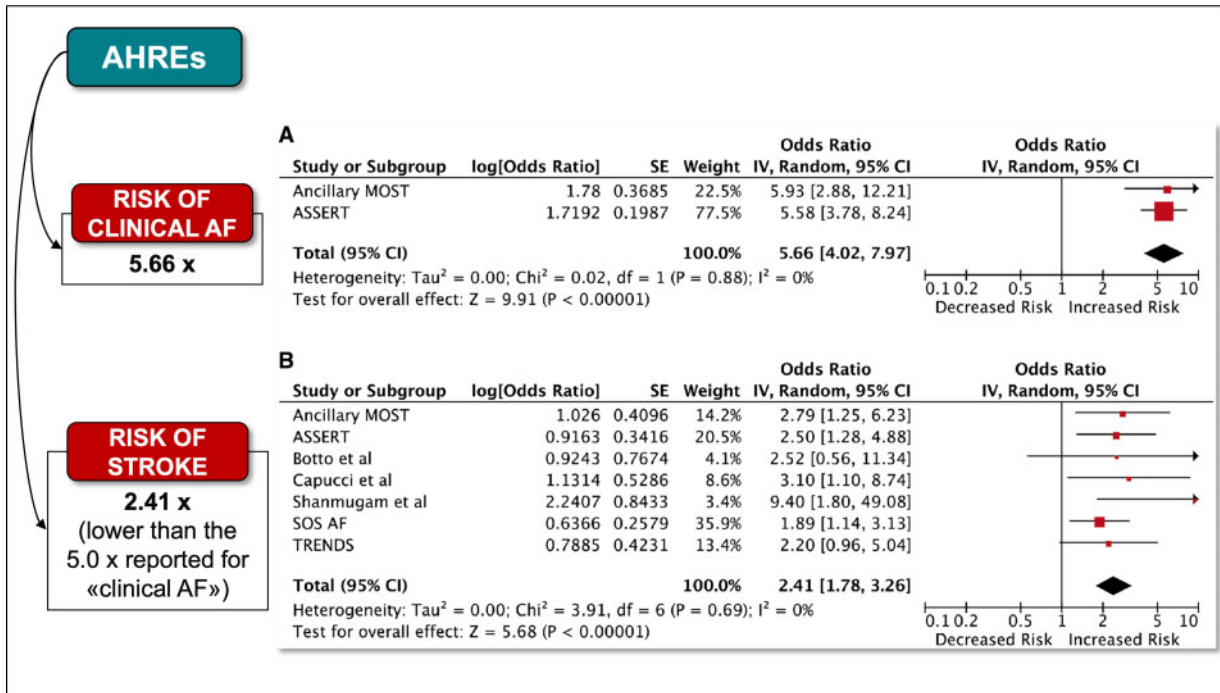 AHREs
RISK OF
CLINICAL AF
5.66 x
RISK OF
STROKE
2.41 x
(lower than the
5.0 x reported for
«clinical AF»)
A
Odds Ratio Odds Ratio
Study or Subgroup log[Odds Ratio] SE Weight IV, Random, 95% CI IV, Random, 95% CI
Ancillary MOST 1.78 0.3685 22.5% 5.93 [2.88, 12.21]
ASSERT 1.7192 0.1987 77.5% 5.58 [3.78, 8.24]
Total (95% CI) 100.0% 5.66 [4.02, 7.97]
Heterogeneity: Tau² = 0.00; Chi² = 0.02, df = 1 (P = 0.88); I² = 0%
Test for overall effect: Z = 9.91 (P < 0.00001)
0.1 0.2 0.5 1 2 5 10
Decreased Risk Increased Risk
B
Odds Ratio Odds Ratio
Study or Subgroup log[Odds Ratio] SE Weight IV, Random, 95% CI IV, Random, 95% CI
Ancillary MOST 1.026 0.4096 14.2% 2.79 [1.25, 6.23]
ASSERT 0.9163 0.3416 20.5% 2.50 [1.28, 4.88]
Botto et al 0.9243 0.7674 4.1% 2.52 [0.56, 11.34]
Capucci et al 1.1314 0.5286 8.6% 3.10 [1.10, 8.74]
Shanmugam et al 2.2407 0.8433 3.4% 9.40 [1.80, 49.08]
SOS AF 0.6366 0.2579 35.9% 1.89 [1.14, 3.13]
TRENDS 0.7885 0.4231 13.4% 2.20 [0.96, 5.04]
Total (95% CI) 100.0% 2.41 [1.78, 3.26]
Heterogeneity: Tau² = 0.00; Chi² = 3.91, df = 6 (P = 0.69); I² = 0%
Test for overall effect: Z = 5.68 (P < 0.00001)
0.1 0.2 0.5 1 2 5 10
Decreased Risk Increased Risk